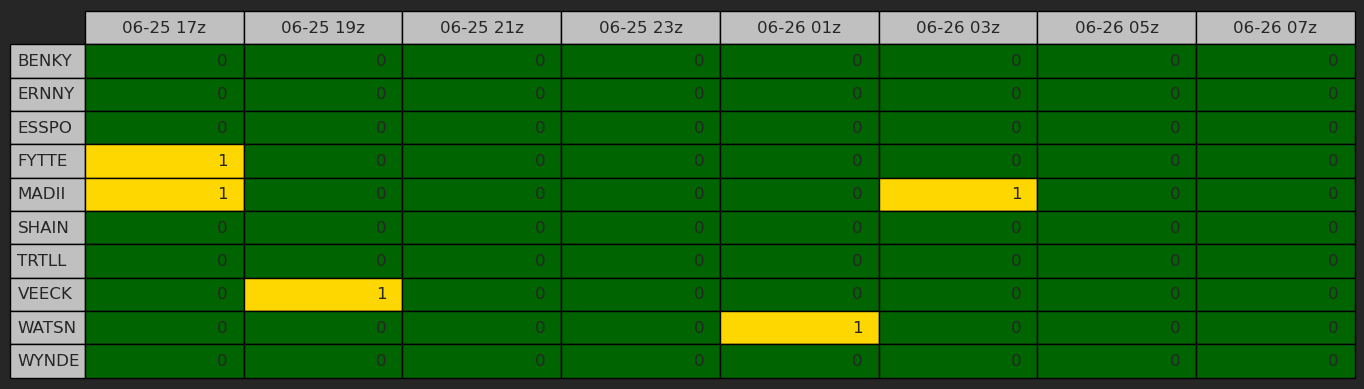 06-25 17z 06-25 19z 06-25 21z 06-25 23z 06-26 01z 06-26 03z 06-26 05z 06-26 07z
BENKY 0 0 0 0 0 0 0 0
ERNNY 0 0 0 0 0 0 0 0
ESSPO 0 0 0 0 0 0 0 0
FYTTE 1 0 0 0 0 0 0 0
MADII 1 0 0 0 0 1 0 0
SHAIN 0 0 0 0 0 0 0 0
TRTLL 0 0 0 0 0 0 0 0
VEECK 0 1 0 0 0 0 0 0
WATSN 0 0 0 0 1 0 0 0
WYNDE 0 0 0 0 0 0 0 0